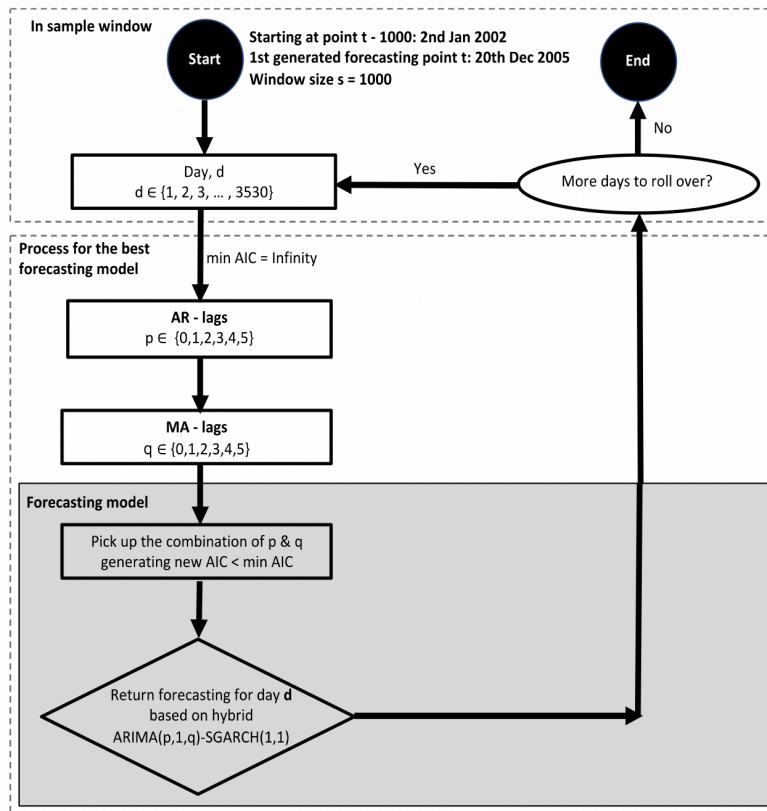 In sample window
Start
Starting at point t - 1000: 2nd Jan 2002
1st generated forecasting point t: 20th Dec 2005
Window size s = 1000
End
No
Day, d
d ∈ {1, 2, 3, ... , 3530}
Yes
More days to roll over?
Process for the best
forecasting model
min AIC = Infinity
AR - lags
p ∈ {0,1,2,3,4,5}
MA - lags
q ∈ {0,1,2,3,4,5}
Forecasting model
Pick up the combination of p & q
generating new AIC < min AIC
Return forecasting for day d
based on hybrid
ARIMA(p,1,q)-SGARCH(1,1)